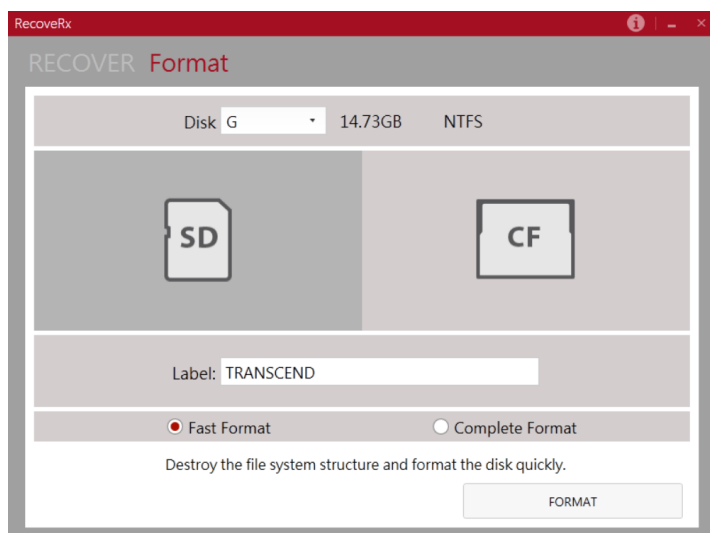 RecoveRx
RECOVER Format
Disk G 14.73GB NTFS
SD CF
Label: TRANSCEND
Fast Format Complete Format
Destroy the file system structure and format the disk quickly.
FORMAT